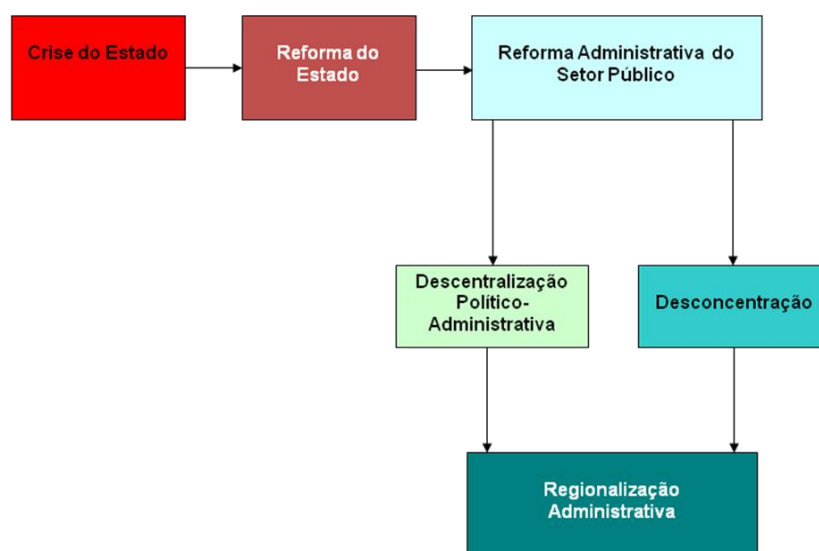 Crise do Estado
Reforma do
Estado
Reforma Administrativa do
Setor Público
Descentralização
Político-
Administrativa
Desconcentração
Regionalização
Administrativa